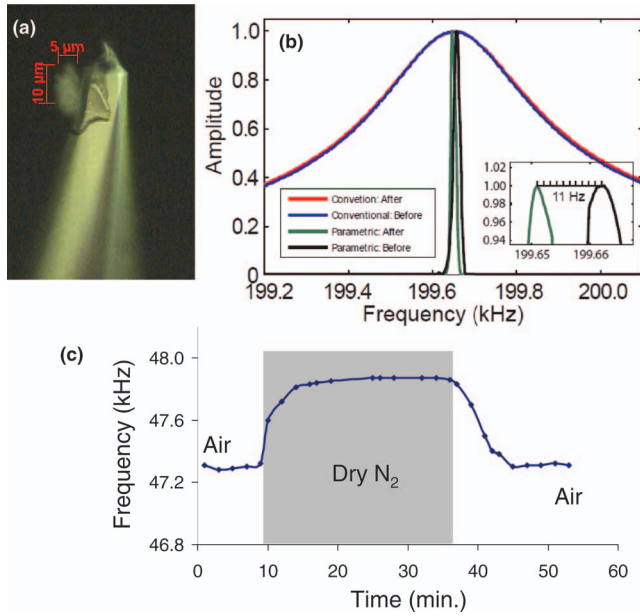 (a)
5 µm
10 µm
(b)
Amplitude
1.0
0.8
0.6
0.4
0.2
0
Convetion: After
Conventional: Before
Parametric: After
Parametric: Before
1.00
0.98
0.96
0.94
11 Hz
199.65 199.66
199.2 199.4 199.6 199.8 200.0
Frequency (kHz)
(c)
Frequency (kHz)
48.0
47.6
47.2
46.8
Air
Dry N₂
Air
0 10 20 30 40 50 60
Time (min.)